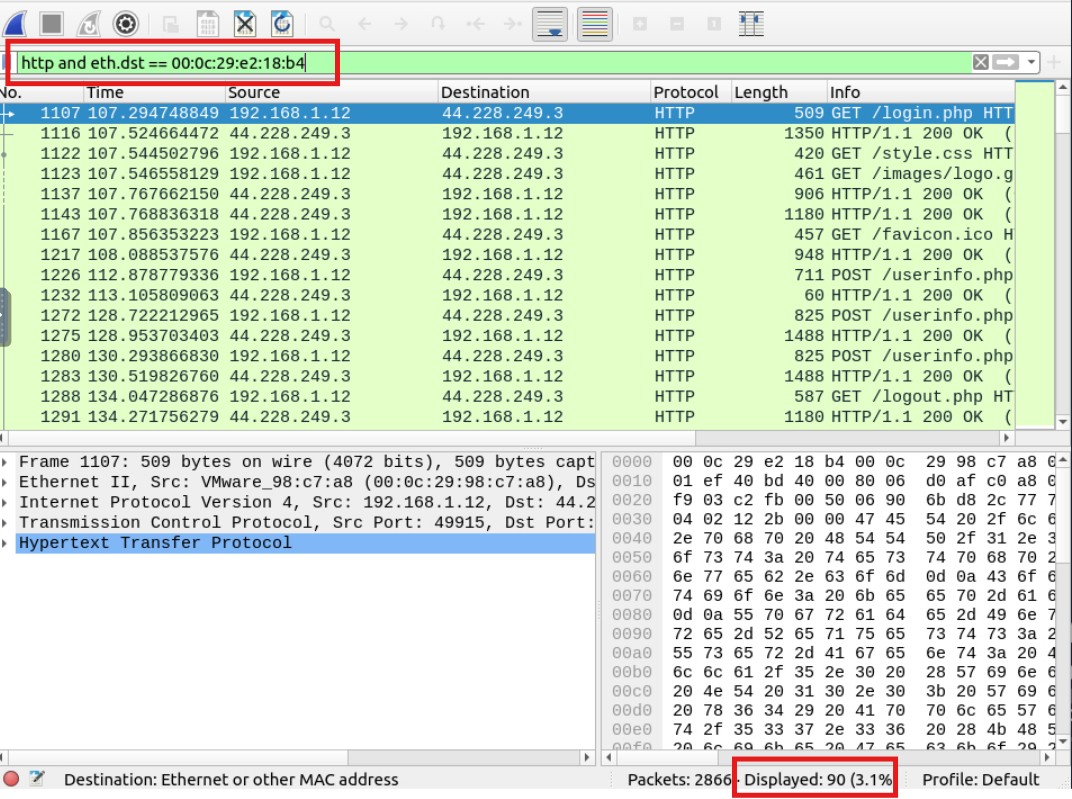 http and eth.dst == 00:0c:29:e2:18:b4
No. Time Source Destination Protocol Length Info
1107 107.294748849 192.168.1.12 44.228.249.3 HTTP 509 GET /login.php HTT
1116 107.524664472 44.228.249.3 192.168.1.12 HTTP 1350 HTTP/1.1 200 OK (
1122 107.544502796 192.168.1.12 44.228.249.3 HTTP 420 GET /style.css HTT
1123 107.546558129 192.168.1.12 44.228.249.3 HTTP 461 GET /images/logo.g
1137 107.767662150 44.228.249.3 192.168.1.12 HTTP 906 HTTP/1.1 200 OK (
1143 107.768836318 44.228.249.3 192.168.1.12 HTTP 1180 HTTP/1.1 200 OK (
1167 107.856353223 192.168.1.12 44.228.249.3 HTTP 457 GET /favicon.ico H
1217 108.088537576 44.228.249.3 192.168.1.12 HTTP 948 HTTP/1.1 200 OK (
1226 112.878779336 192.168.1.12 44.228.249.3 HTTP 711 POST /userinfo.php
1232 113.105809063 44.228.249.3 192.168.1.12 HTTP 60 HTTP/1.1 200 OK (
1272 128.722212965 192.168.1.12 44.228.249.3 HTTP 825 POST /userinfo.php
1275 128.953703403 44.228.249.3 192.168.1.12 HTTP 1488 HTTP/1.1 200 OK (
1280 130.293866830 192.168.1.12 44.228.249.3 HTTP 825 POST /userinfo.php
1283 130.519826760 44.228.249.3 192.168.1.12 HTTP 1488 HTTP/1.1 200 OK (
1288 134.047286876 192.168.1.12 44.228.249.3 HTTP 587 GET /logout.php HT
1291 134.271756279 44.228.249.3 192.168.1.12 HTTP 1180 HTTP/1.1 200 OK (
Frame 1107: 509 bytes on wire (4072 bits), 509 bytes capt
Ethernet II, Src: VMware_98:c7:a8 (00:0c:29:98:c7:a8), Ds
Internet Protocol Version 4, Src: 192.168.1.12, Dst: 44.2
Transmission Control Protocol, Src Port: 49915, Dst Port:
Hypertext Transfer Protocol
0000 00 0c 29 e2 18 b4 00 0c 29 98 c7 a8 0
0010 01 ef 40 bd 40 00 80 06 d0 af c0 a8 0
0020 f9 03 c2 fb 00 50 06 90 6b d8 2c 77 7
0030 04 02 12 2b 00 00 47 45 54 20 2f 6c 6
0040 2e 70 68 70 20 48 54 54 50 2f 31 2e 3
0050 6f 73 74 3a 20 74 65 73 74 70 68 70 2
0060 6e 77 65 62 2e 63 6f 6d 0d 0a 43 6f 6
0070 74 69 6f 6e 3a 20 6b 65 65 70 2d 61 6
0080 0d 0a 55 70 67 72 61 64 65 2d 49 6e 7
0090 72 65 2d 52 65 71 75 65 73 74 73 3a 2
00a0 55 73 65 72 2d 41 67 65 6e 74 3a 20 4
00b0 6c 6c 61 2f 35 2e 30 20 28 57 69 6e 6
00c0 20 4e 54 20 31 30 2e 30 3b 20 57 69 6
00d0 20 78 36 34 29 20 41 70 70 6c 65 57 6
00e0 74 2f 35 33 37 2e 33 36 20 28 4b 48 5
00f0 20 6c 69 6b 65 20 47 65 63 6b 6f 29 2
Destination: Ethernet or other MAC address Packets: 2866 · Displayed: 90 (3.1% Profile: Default